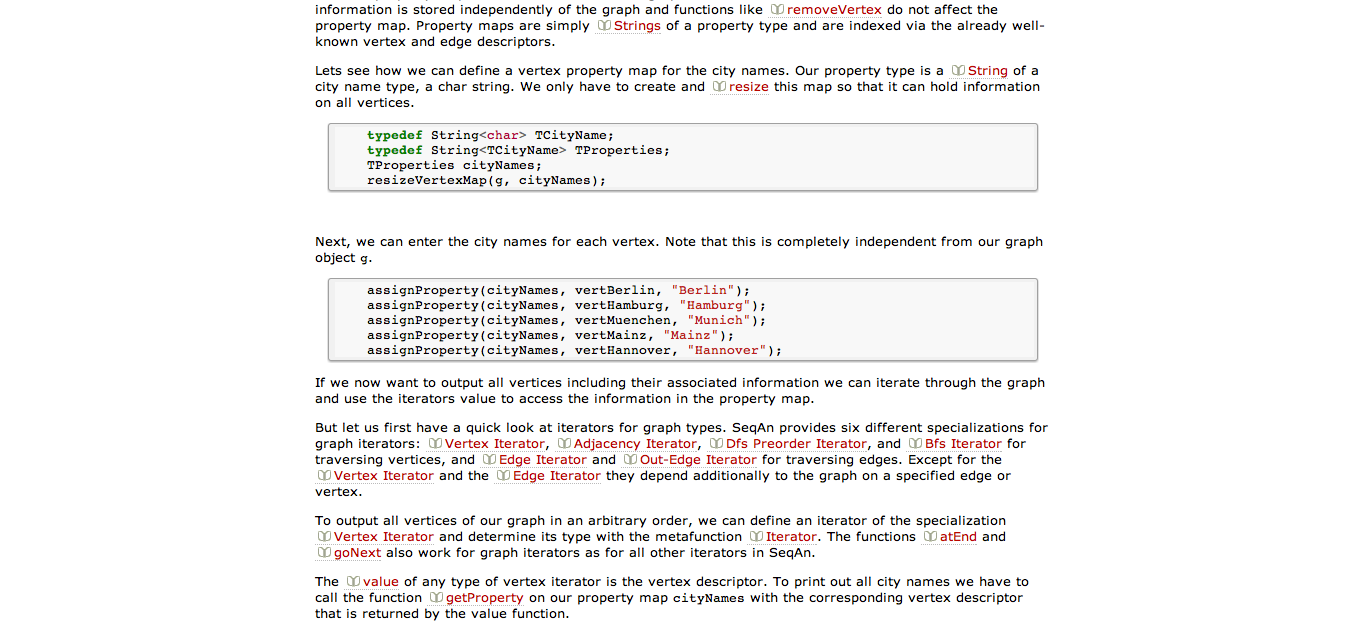 information is stored independently of the graph and functions like removeVertex do not affect the
property map. Property maps are simply Strings of a property type and are indexed via the already well-
known vertex and edge descriptors.
Lets see how we can define a vertex property map for the city names. Our property type is a String of a
city name type, a char string. We only have to create and resize this map so that it can hold information
on all vertices.
typedef String<char> TCityName;
typedef String<TCityName> TProperties;
TProperties cityNames;
resizeVertexMap(g, cityNames);
Next, we can enter the city names for each vertex. Note that this is completely independent from our graph
object g.
assignProperty(cityNames, vertBerlin, "Berlin");
assignProperty(cityNames, vertHamburg, "Hamburg");
assignProperty(cityNames, vertMuenchen, "Munich");
assignProperty(cityNames, vertMainz, "Mainz");
assignProperty(cityNames, vertHannover, "Hannover");
If we now want to output all vertices including their associated information we can iterate through the graph
and use the iterators value to access the information in the property map.
But let us first have a quick look at iterators for graph types. SeqAn provides six different specializations for
graph iterators: Vertex Iterator, Adjacency Iterator, Dfs Preorder Iterator, and Bfs Iterator for
traversing vertices, and Edge Iterator and Out-Edge Iterator for traversing edges. Except for the
Vertex Iterator and the Edge Iterator they depend additionally to the graph on a specified edge or
vertex.
To output all vertices of our graph in an arbitrary order, we can define an iterator of the specialization
Vertex Iterator and determine its type with the metafunction Iterator. The functions atEnd and
goNext also work for graph iterators as for all other iterators in SeqAn.
The value of any type of vertex iterator is the vertex descriptor. To print out all city names we have to
call the function getProperty on our property map cityNames with the corresponding vertex descriptor
that is returned by the value function.